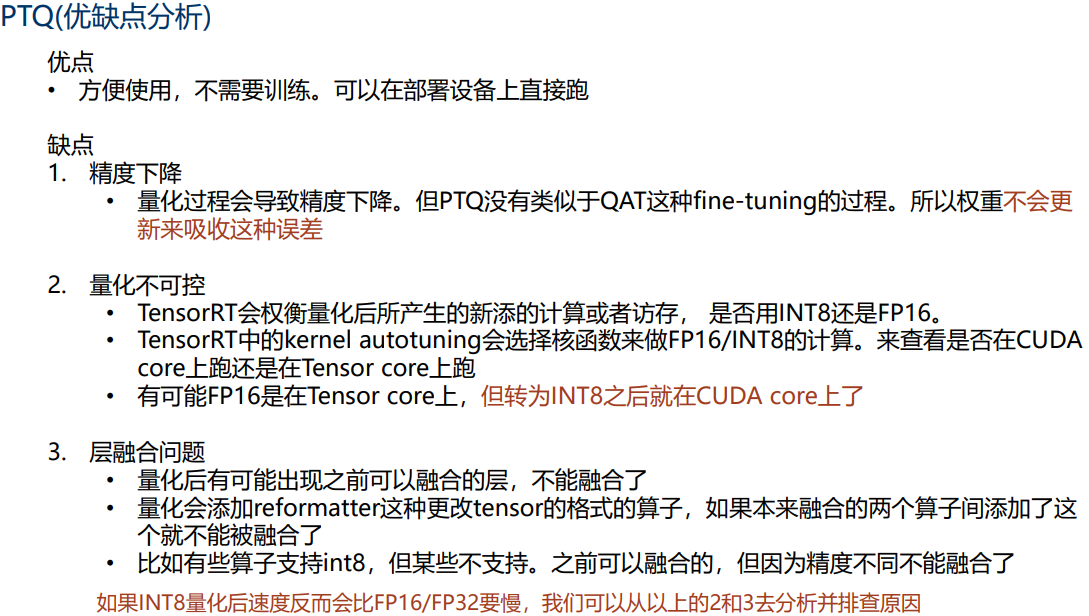 PTQ(优缺点分析)
优点
• 方便使用，不需要训练。可以在部署设备上直接跑
缺点
1. 精度下降
• 量化过程会导致精度下降。但PTQ没有类似于QAT这种fine-tuning的过程。所以权重不会更
新来吸收这种误差
2. 量化不可控
• TensorRT会权衡量化后所产生的新添的计算或者访存， 是否用INT8还是FP16。
• TensorRT中的kernel autotuning会选择核函数来做FP16/INT8的计算。来查看是否在CUDA
core上跑还是在Tensor core上跑
• 有可能FP16是在Tensor core上，但转为INT8之后就在CUDA core上了
3. 层融合问题
• 量化后有可能出现之前可以融合的层，不能融合了
• 量化会添加reformatter这种更改tensor的格式的算子，如果本来融合的两个算子间添加了这
个就不能被融合了
• 比如有些算子支持int8，但某些不支持。之前可以融合的，但因为精度不同不能融合了
如果INT8量化后速度反而会比FP16/FP32要慢，我们可以从以上的2和3去分析并排查原因